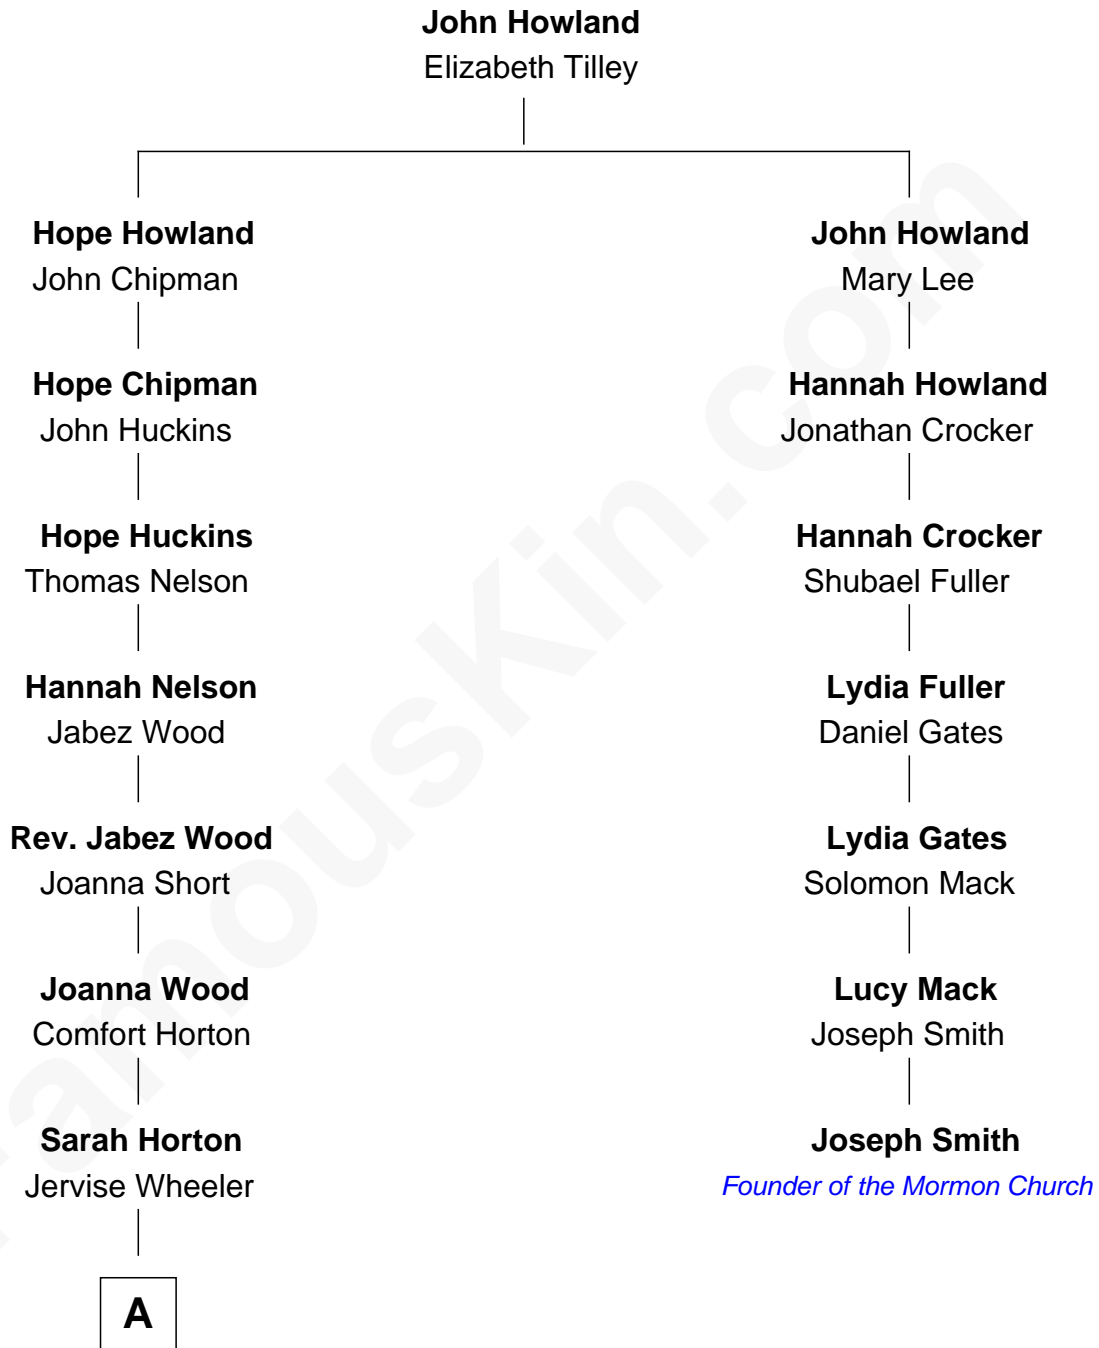 John Howland
Elizabeth Tilley
Hope Howland
John Chipman
Hope Chipman
John Huckins
Hope Huckins
Thomas Nelson
Hannah Nelson
Jabez Wood
Rev. Jabez Wood
Joanna Short
Joanna Wood
Comfort Horton
Sarah Horton
Jervise Wheeler
A
John Howland
Mary Lee
Hannah Howland
Jonathan Crocker
Hannah Crocker
Shubael Fuller
Lydia Fuller
Daniel Gates
Lydia Gates
Solomon Mack
Lucy Mack
Joseph Smith
Joseph Smith
Founder of the Mormon Church
FamousKin.com